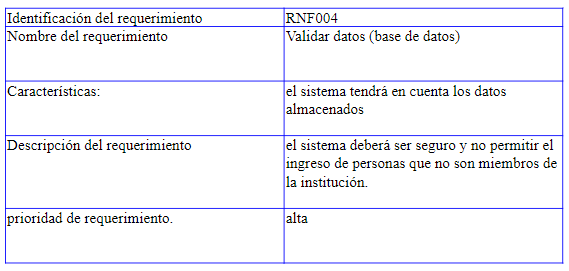 Identificación del requerimiento RNF004
Nombre del requerimiento Validar datos (base de datos)
Características: el sistema tendrá en cuenta los datos
almacenados
Descripción del requerimiento el sistema deberá ser seguro y no permitir el
ingreso de personas que no son miembros de
la institución.
prioridad de requerimiento. alta